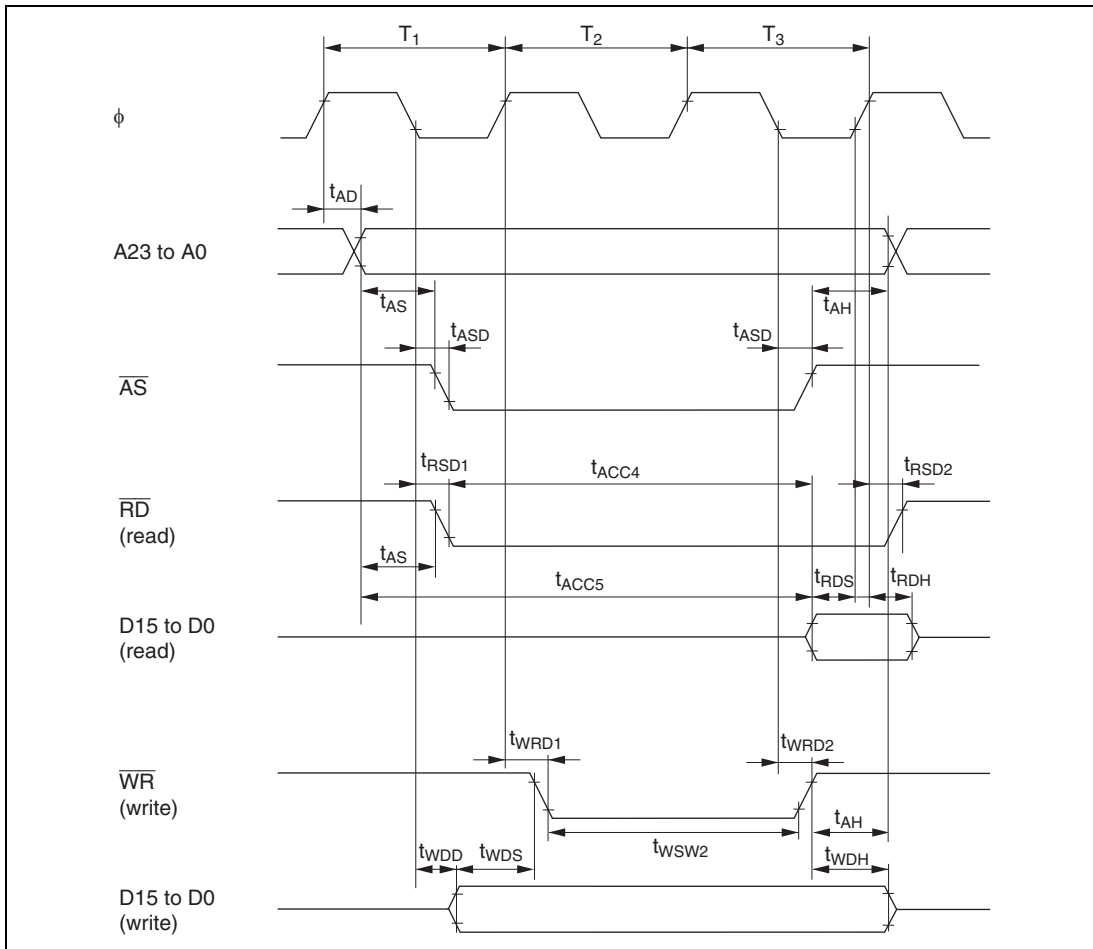 T1 T2 T3
ϕ
tAD
A23 to A0
tAS tAH
tASD tASD
AS
tRSD1 tACC4 tRSD2
RD
(read)
tAS
tACC5 tRDS tRDH
D15 to D0
(read)
tWRD1 tWRD2
WR
(write)
tAH
tWSW2
tWDD tWDS tWDH
D15 to D0
(write)